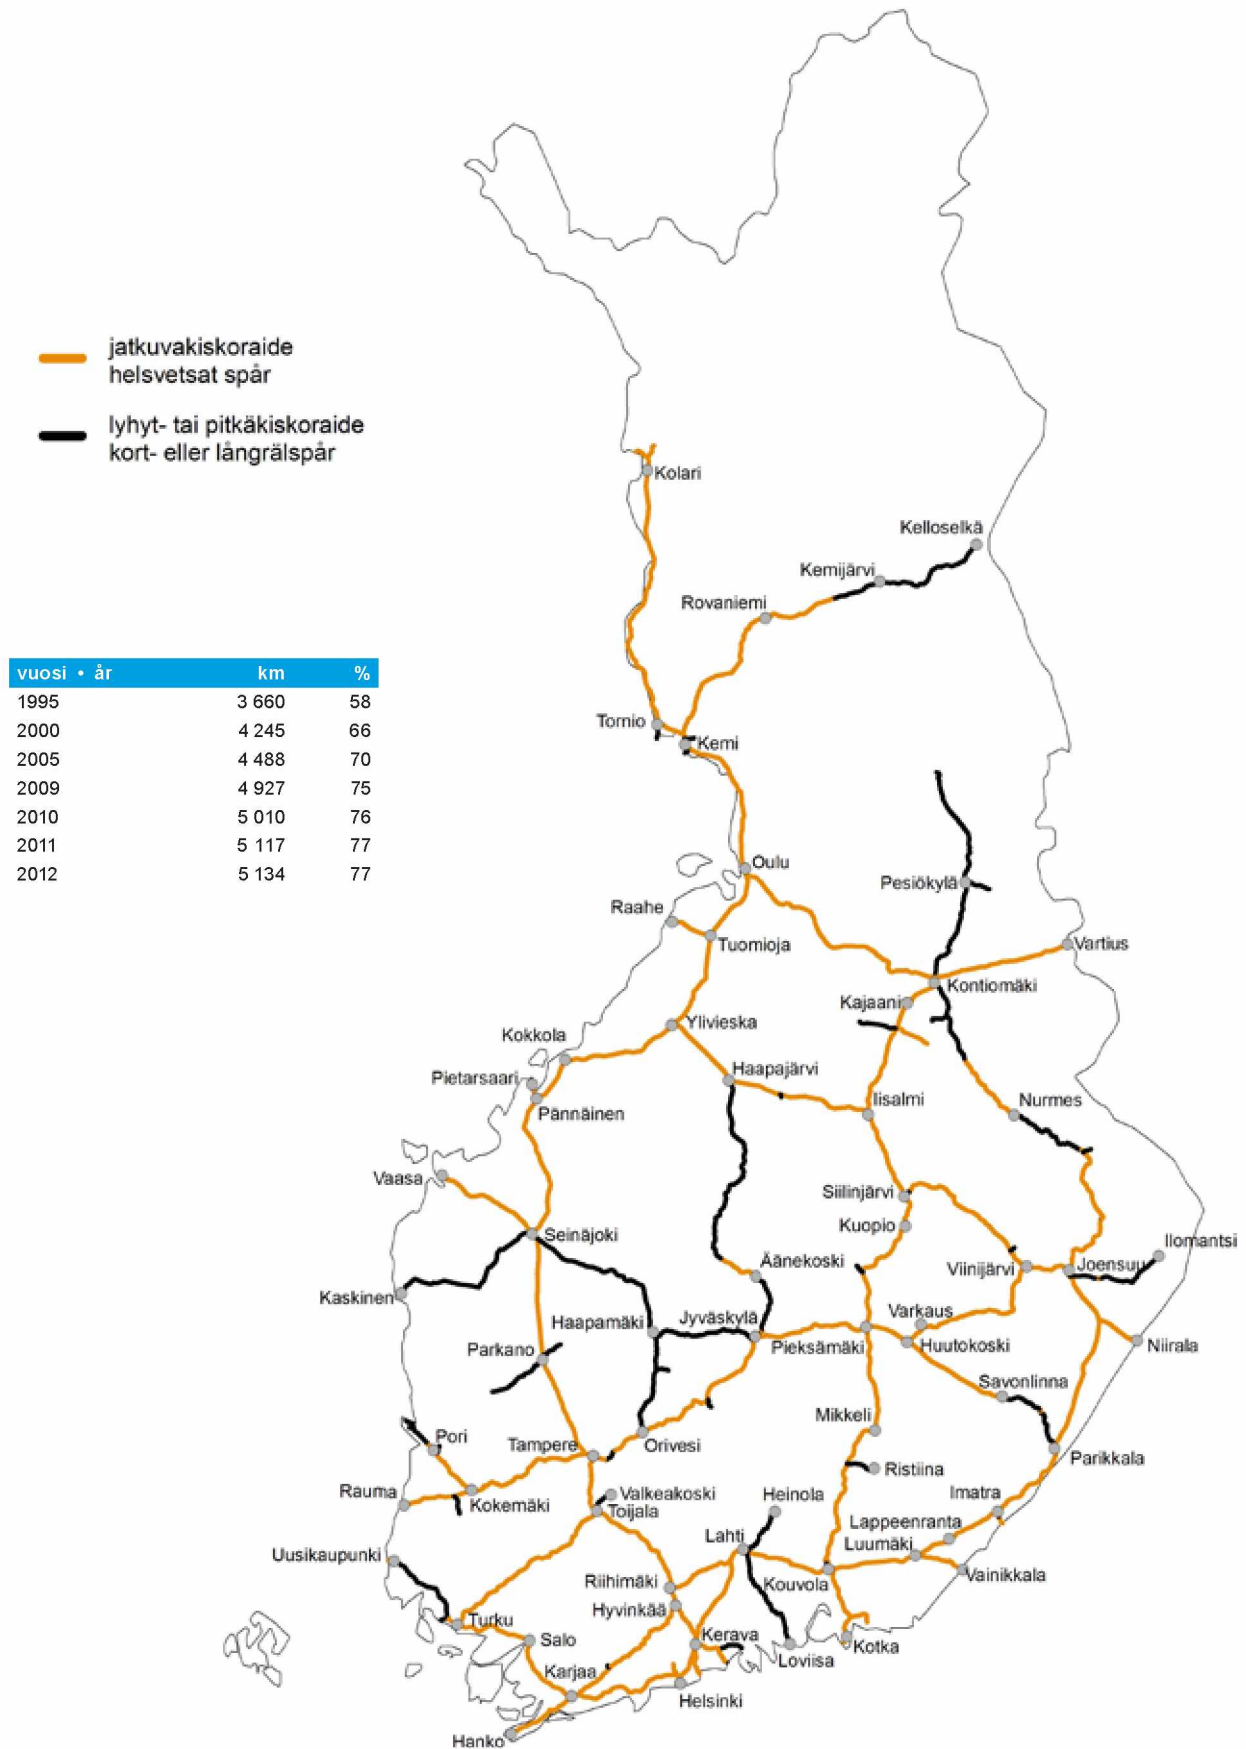 jatkuvakiskoraide
helsvetsat spår
lyhyt- tai pitkäkiskoraide
kort- eller långrälspår
Kolari
Kelloselkä
Kemijärvi
Rovaniemi
vuosi • år km %
1995 3 660 58
2000 4 245 66
2005 4 488 70
2009 4 927 75
2010 5 010 76
2011 5 117 77
2012 5 134 77
Tornio
Kemi
Oulu
Pesiökylä
Raahe
Tuomioja
Vartius
Kontiomäki
Kajaani
Ylivieska
Kokkola
Haapajärvi
Pietarsaari
Pännäinen
Iisalmi
Nurmes
Vaasa
Siilinjärvi
Kuopio
Seinäjoki
Ilomantsi
Äänekoski
Viinijärvi
Joensuu
Kaskinen
Haapamäki
Jyväskylä
Varkaus
Parkano
Pieksämäki
Huutokoski
Niirala
Savonlinna
Mikkeli
Pori
Tampere
Orivesi
Parikkala
Ristiina
Rauma
Kokemäki
Valkeakoski
Heinola
Imatra
Toijala
Lappeenranta
Lahti
Luumäki
Uusikaupunki
Riihimäki
Kouvola
Vainikkala
Hyvinkää
Turku
Salo
Kerava
Loviisa
Kotka
Karjaa
Helsinki
Hanko